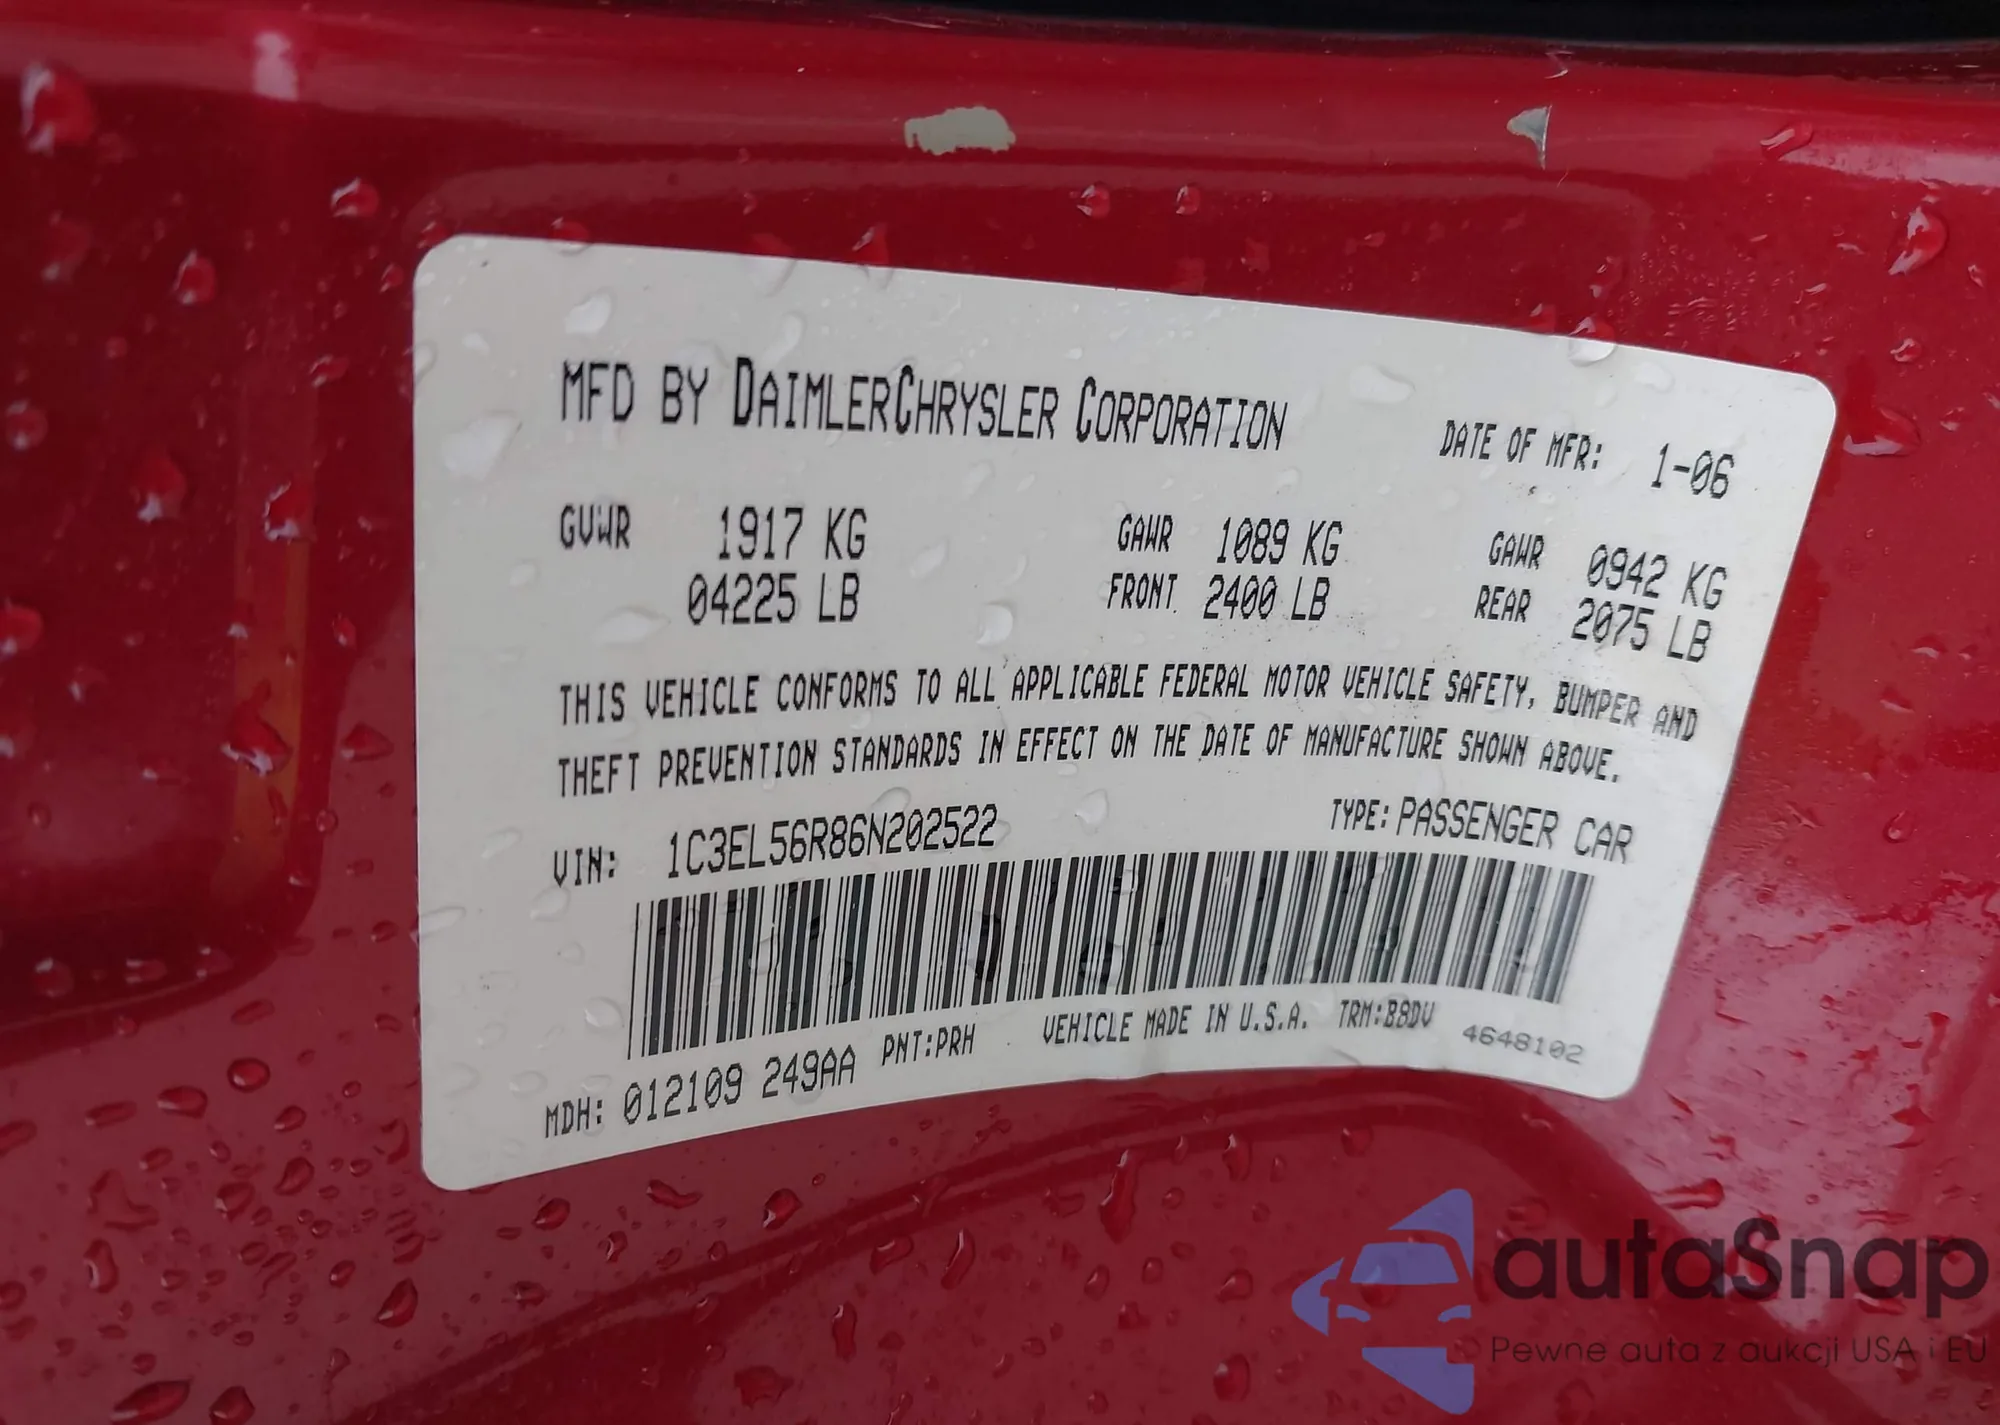 MFD BY DAIMLERCHRYSLER CORPORATION
DATE OF MFR: 1-06
GVWR 1917 KG
04225 LB
GAWR 1089 KG
FRONT 2400 LB
GAWR 0942 KG
REAR 2075 LB
THIS VEHICLE CONFORMS TO ALL APPLICABLE FEDERAL MOTOR VEHICLE SAFETY, BUMPER AND
THEFT PREVENTION STANDARDS IN EFFECT ON THE DATE OF MANUFACTURE SHOWN ABOVE.
VIN: 1C3EL56R86N202522
TYPE: PASSENGER CAR
MDH: 012109 249AA PNT:PRH VEHICLE MADE IN U.S.A. TRM:B8DV 4648102
autaSnap
Pewne auta z aukcji USA i EU